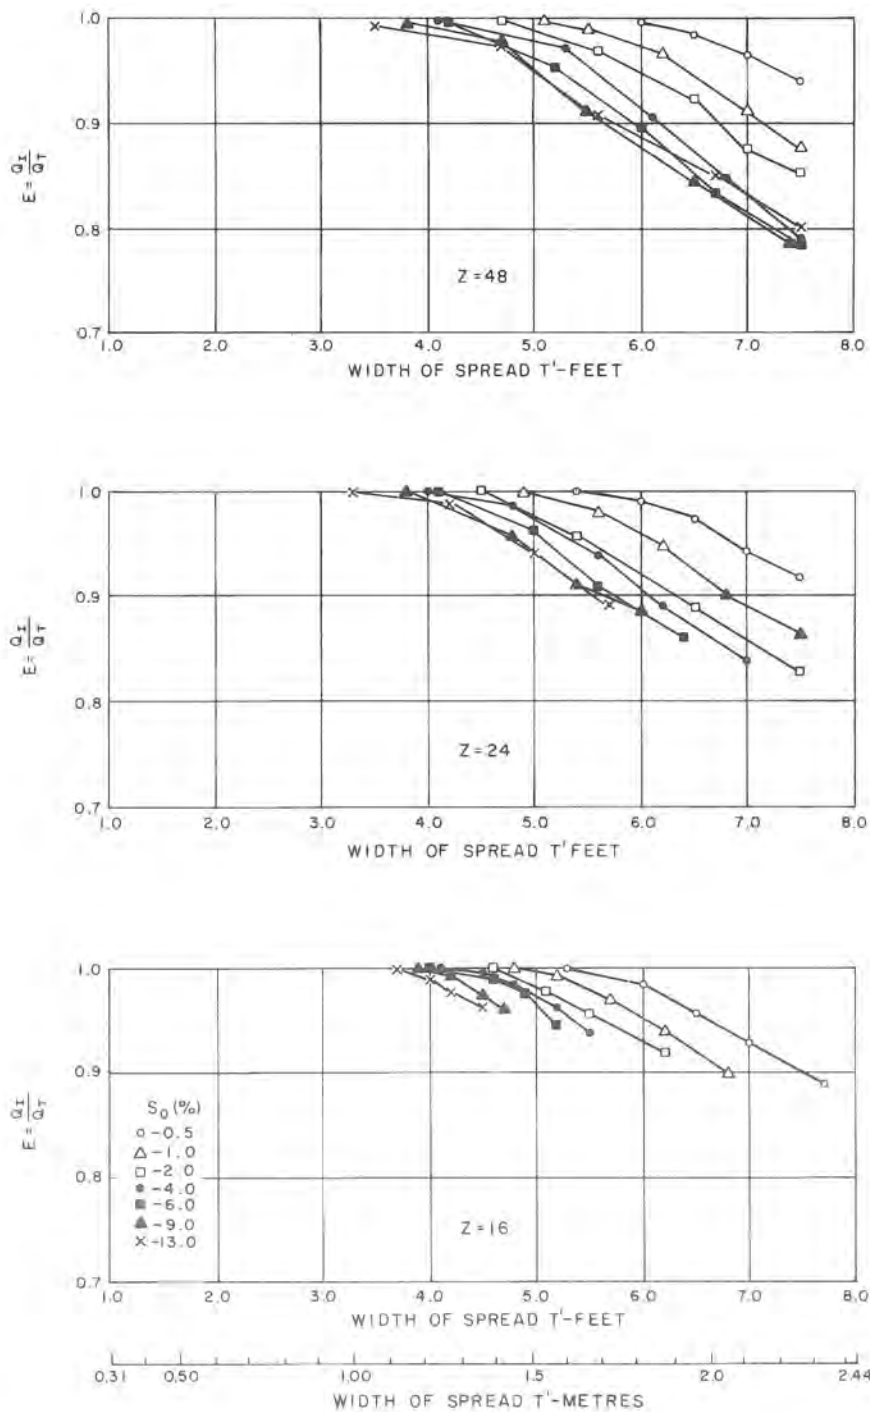 1.0
0.9
0.8
0.7
E = Q_I / Q_T
Z = 48
1.0 2.0 3.0 4.0 5.0 6.0 7.0 8.0
WIDTH OF SPREAD T'-FEET
1.0
0.9
0.8
0.7
E = Q_I / Q_T
Z = 24
1.0 2.0 3.0 4.0 5.0 6.0 7.0 8.0
WIDTH OF SPREAD T' FEET
1.0
0.9
0.8
0.7
E = Q_I / Q_T
S_0 (%)
○ -0.5
△ -1.0
□ -2.0
● -4.0
■ -6.0
▲ -9.0
× -13.0
Z = 16
1.0 2.0 3.0 4.0 5.0 6.0 7.0 8.0
WIDTH OF SPREAD T'-FEET
0.31 0.50 1.00 1.5 2.0 2.44
WIDTH OF SPREAD T'-METRES